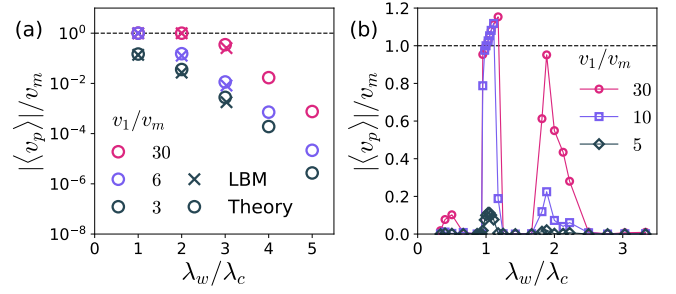 (a)
|⟨v_p⟩|/v_m
10^0
10^{-2}
10^{-4}
10^{-6}
10^{-8}
v_1/v_m
30
6
3
LBM
Theory
0 1 2 3 4 5
λ_w/λ_c
(b)
|⟨v_p⟩|/v_m
1.2
1.0
0.8
0.6
0.4
0.2
0.0
v_1/v_m
30
10
5
0 1 2 3
λ_w/λ_c